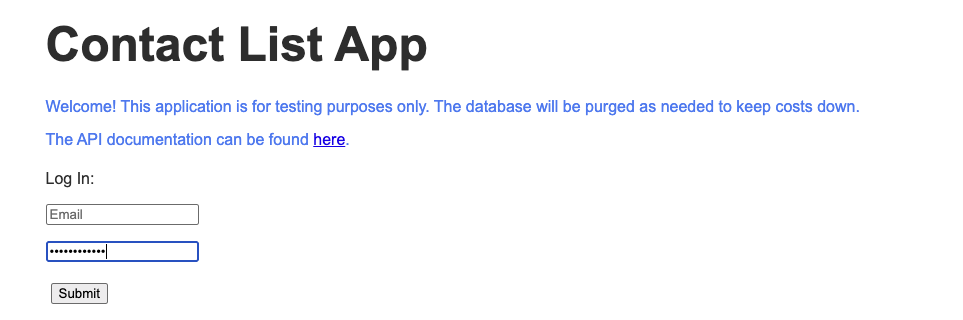 Contact List App
Welcome! This application is for testing purposes only. The database will be purged as needed to keep costs down.
The API documentation can be found here.
Log In:
Email
••••••••••••
Submit